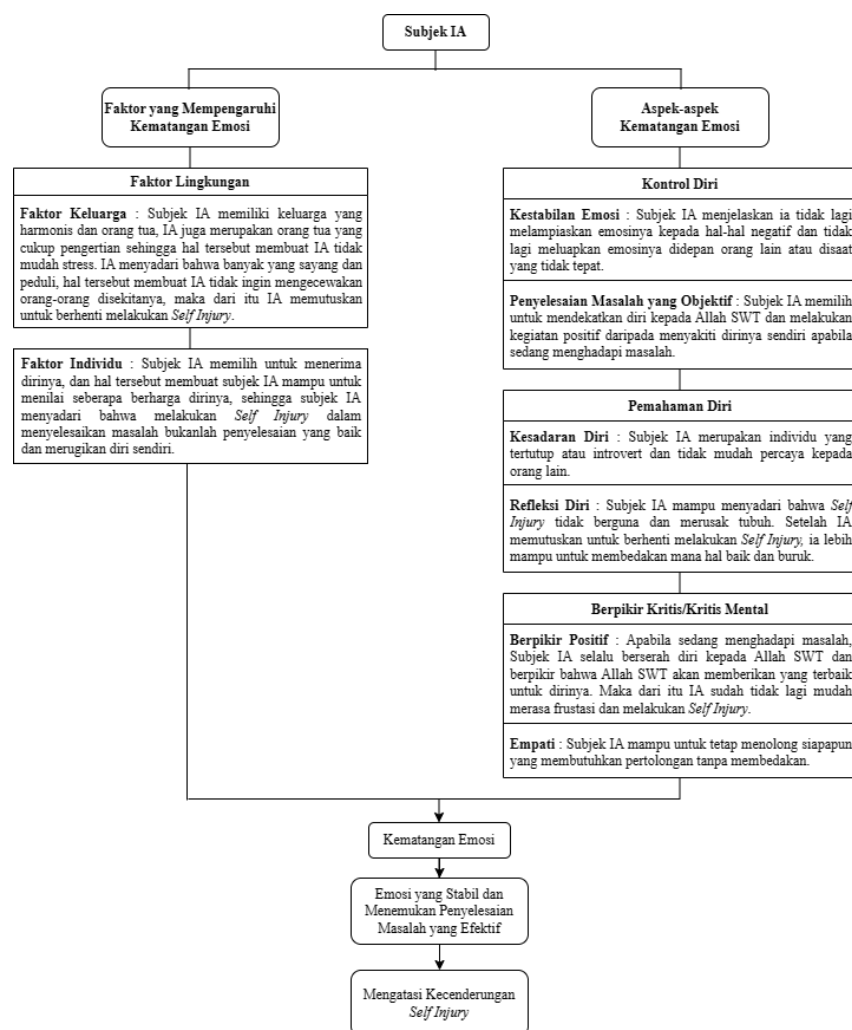 Subjek IA
Faktor yang Mempengaruhi
Kematangan Emosi
Faktor Lingkungan
Faktor Keluarga : Subjek IA memiliki keluarga yang
harmonis dan orang tua, IA juga merupakan orang tua yang
cukup pengertian sehingga hal tersebut membuat IA tidak
mudah stress. IA menyadari bahwa banyak yang sayang dan
peduli, hal tersebut membuat IA tidak ingin mengecewakan
orang-orang disekitanya, maka dari itu IA memutuskan
untuk berhenti melakukan Self Injury.
Faktor Individu : Subjek IA memilih untuk menerima
dirinya, dan hal tersebut membuat subjek IA mampu untuk
menilai seberapa berharga dirinya, sehingga subjek IA
menyadari bahwa melakukan Self Injury dalam
menyelesaikan masalah bukanlah penyelesaian yang baik
dan merugikan diri sendiri.
Aspek-aspek
Kematangan Emosi
Kontrol Diri
Kestabilan Emosi : Subjek IA menjelaskan ia tidak lagi
melampiaskan emosinya kepada hal-hal negatif dan tidak
lagi meluapkan emosinya didepan orang lain atau disaat
yang tidak tepat.
Penyelesaian Masalah yang Objektif : Subjek IA memilih
untuk mendekatkan diri kepada Allah SWT dan melakukan
kegiatan positif daripada menyakiti dirinya sendiri apabila
sedang menghadapi masalah.
Pemahaman Diri
Kesadaran Diri : Subjek IA merupakan individu yang
tertutup atau introvert dan tidak mudah percaya kepada
orang lain.
Refleksi Diri : Subjek IA mampu menyadari bahwa Self
Injury tidak berguna dan merusak tubuh. Setelah IA
memutuskan untuk berhenti melakukan Self Injury, ia lebih
mampu untuk membedakan mana hal baik dan buruk.
Berpikir Kritis/Kritis Mental
Berpikir Positif : Apabila sedang menghadapi masalah,
Subjek IA selalu berserah diri kepada Allah SWT dan
berpikir bahwa Allah SWT akan memberikan yang terbaik
untuk dirinya. Maka dari itu IA sudah tidak lagi mudah
merasa frustasi dan melakukan Self Injury.
Empati : Subjek IA mampu untuk tetap menolong siapapun
yang membutuhkan pertolongan tanpa membedakan.
Kematangan Emosi
Emosi yang Stabil dan
Menemukan Penyelesaian
Masalah yang Efektif
Mengatasi Kecenderungan
Self Injury